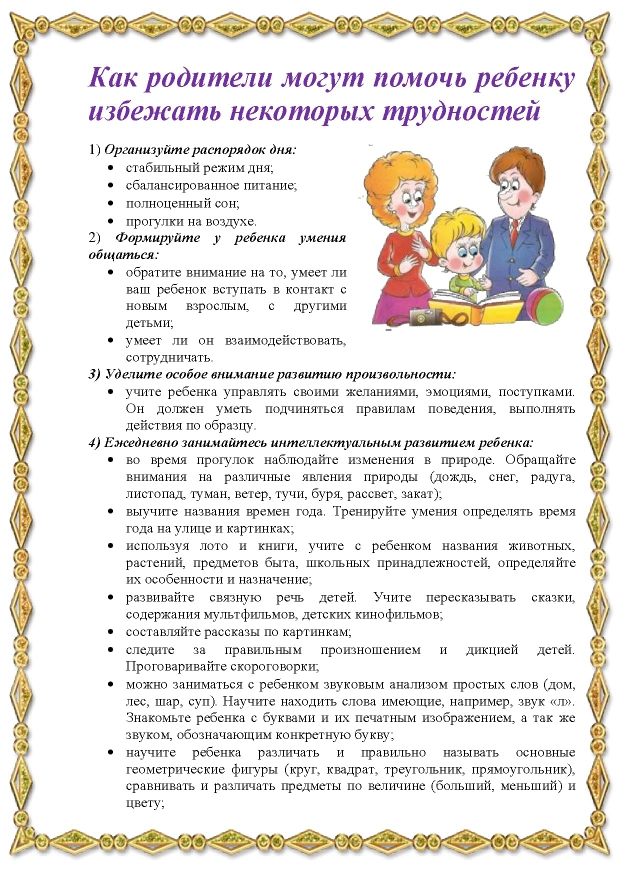 Как родители могут помочь ребенку
избежать некоторых трудностей
1) Организуйте распорядок дня:
• стабильный режим дня;
• сбалансированное питание;
• полноценный сон;
• прогулки на воздухе.
2) Формируйте у ребенка умения
общаться:
• обратите внимание на то, умеет ли
ваш ребенок вступать в контакт с
новым взрослым, с другими
детьми;
• умеет ли он взаимодействовать,
сотрудничать.
3) Уделите особое внимание развитию произвольности:
• учите ребенка управлять своими желаниями, эмоциями, поступками.
Он должен уметь подчиняться правилам поведения, выполнять
действия по образцу.
4) Ежедневно занимайтесь интеллектуальным развитием ребенка:
• во время прогулок наблюдайте изменения в природе. Обращайте
внимания на различные явления природы (дождь, снег, радуга,
листопад, туман, ветер, тучи, буря, рассвет, закат);
• выучите названия времен года. Тренируйте умения определять время
года на улице и картинках;
• используя лото и книги, учите с ребенком названия животных,
растений, предметов быта, школьных принадлежностей, определяйте
их особенности и назначение;
• развивайте связную речь детей. Учите пересказывать сказки,
содержания мультфильмов, детских кинофильмов;
• составляйте рассказы по картинкам;
• следите за правильным произношением и дикцией детей.
Проговаривайте скороговорки;
• можно заниматься с ребенком звуковым анализом простых слов (дом,
лес, шар, суп). Научите находить слова имеющие, например, звук «л».
Знакомьте ребенка с буквами и их печатным изображением, а так же
звуком, обозначающим конкретную букву;
• научите ребенка различать и правильно называть основные
геометрические фигуры (круг, квадрат, треугольник, прямоугольник),
сравнивать и различать предметы по величине (больший, меньший) и
цвету;